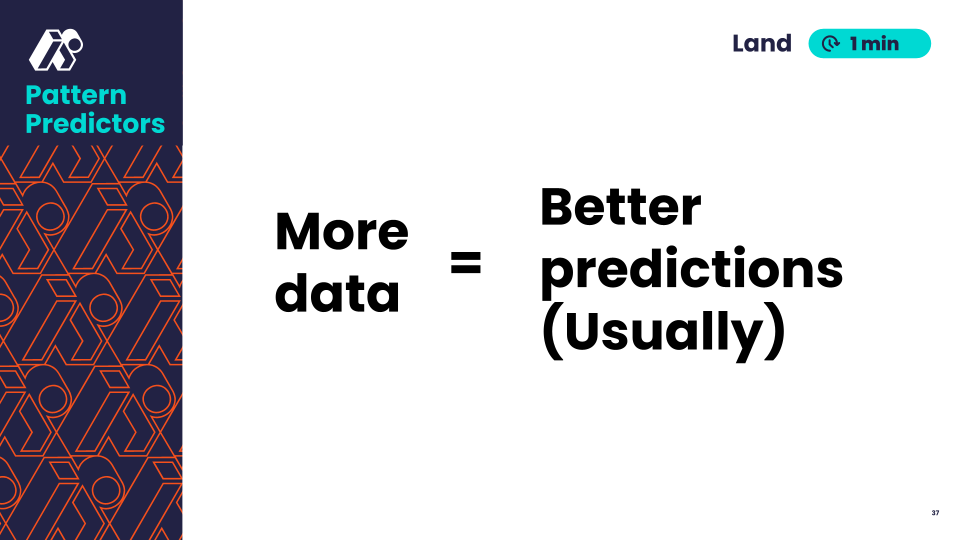 Pattern
Predictors
Land
1 min
More
data
=
Better
predictions
(Usually)
37